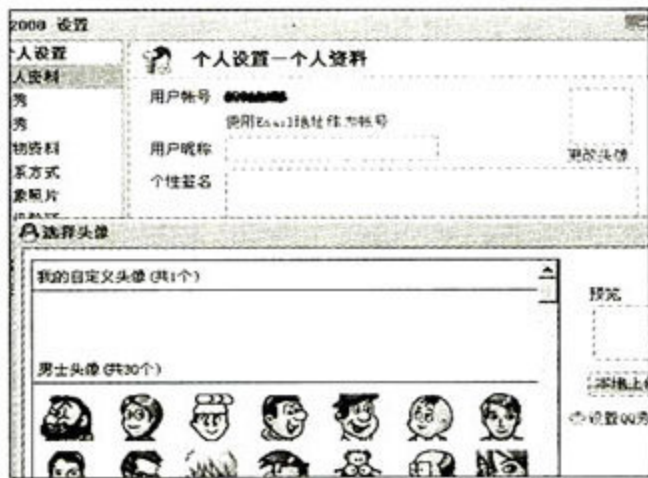 2008 设置
个人设置
人资料
秀
秀
物资料
系方式
象照片
个人设置—个人资料
用户帐号
使用Email地址作为帐号
用户昵称
更改头像
个性签名
选择头像
我的自定义头像(共1个)
预览
男士头像(共30个)
本地上
设置QQ秀